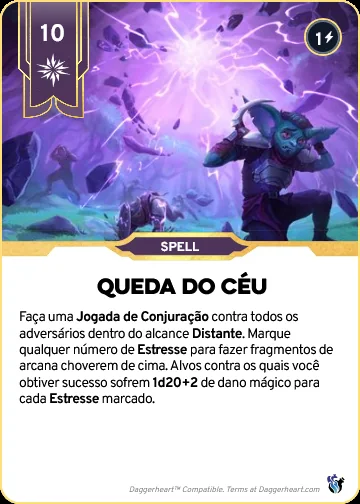 10
1
SPELL
QUEDA DO CÉU
Faça uma Jogada de Conjuração contra todos os
adversários dentro do alcance Distante. Marque
qualquer número de Estresse para fazer fragmentos de
arcana choverem de cima. Alvos contra os quais você
obtiver sucesso sofrem 1d20+2 de dano mágico para
cada Estresse marcado.
Daggerheart™ Compatible. Terms at Daggerheart.com